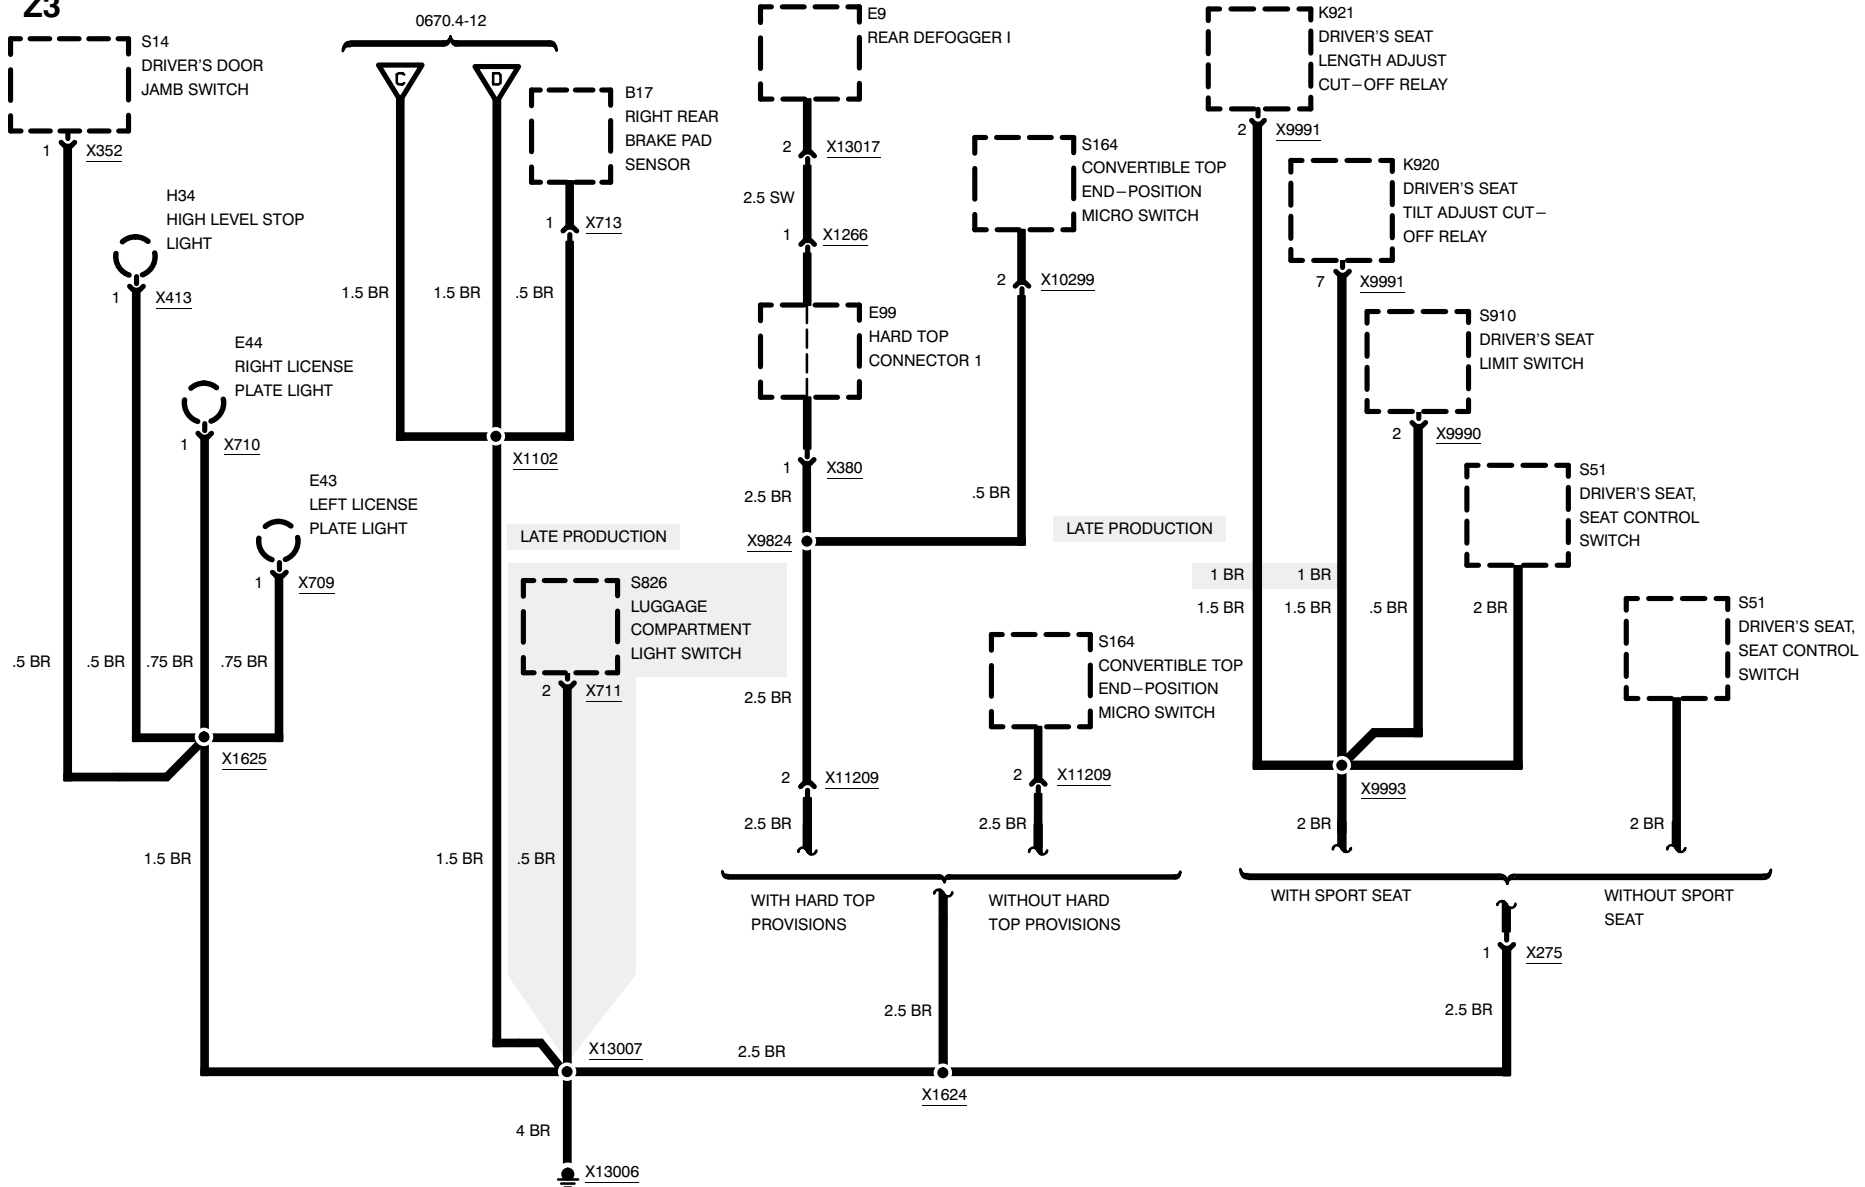 Z3
S14
DRIVER'S DOOR
JAMB SWITCH
1 X352
H34
HIGH LEVEL STOP
LIGHT
1 X413
E44
RIGHT LICENSE
PLATE LIGHT
1 X710
E43
LEFT LICENSE
PLATE LIGHT
1 X709
.5 BR
.5 BR
.75 BR
.75 BR
X1625
1.5 BR
0670.4-12
C
D
B17
RIGHT REAR
BRAKE PAD
SENSOR
1 X713
1.5 BR
1.5 BR
.5 BR
X1102
LATE PRODUCTION
S826
LUGGAGE
COMPARTMENT
LIGHT SWITCH
2 X711
1.5 BR
.5 BR
X13007
4 BR
X13006
E9
REAR DEFOGGER I
2 X13017
2.5 SW
1 X1266
E99
HARD TOP
CONNECTOR 1
1 X380
2.5 BR
X9824
2.5 BR
2 X11209
2.5 BR
S164
CONVERTIBLE TOP
END–POSITION
MICRO SWITCH
2 X10299
.5 BR
S164
CONVERTIBLE TOP
END–POSITION
MICRO SWITCH
2 X11209
2.5 BR
WITH HARD TOP
PROVISIONS
WITHOUT HARD
TOP PROVISIONS
2.5 BR
2.5 BR
X1624
K921
DRIVER'S SEAT
LENGTH ADJUST
CUT–OFF RELAY
2 X9991
K920
DRIVER'S SEAT
TILT ADJUST CUT–
OFF RELAY
7 X9991
S910
DRIVER'S SEAT
LIMIT SWITCH
2 X9990
S51
DRIVER'S SEAT,
SEAT CONTROL
SWITCH
LATE PRODUCTION
1 BR
1 BR
1.5 BR
1.5 BR
.5 BR
2 BR
X9993
2 BR
S51
DRIVER'S SEAT,
SEAT CONTROL
SWITCH
2 BR
WITH SPORT SEAT
WITHOUT SPORT
SEAT
1 X275
2.5 BR